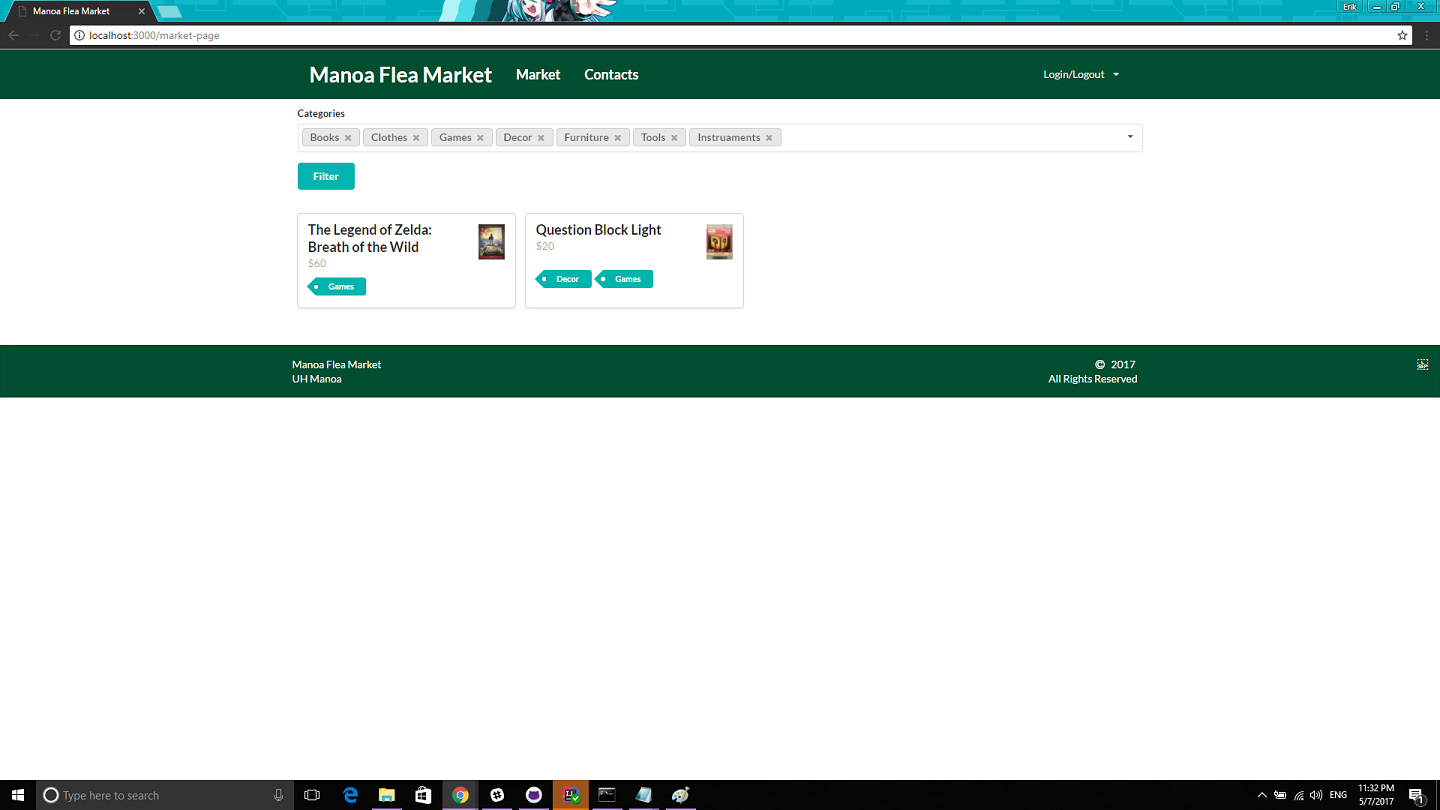 Manoa Flea Market
Erik
localhost:3000/market-page
Manoa Flea Market Market Contacts Login/Logout
Categories
Books Clothes Games Decor Furniture Tools Instruaments
Filter
The Legend of Zelda:
Breath of the Wild
$60
Games
Question Block Light
$20
Decor Games
Manoa Flea Market
UH Manoa
© 2017
All Rights Reserved
Type here to search
ENG
11:32 PM
5/7/2017
1